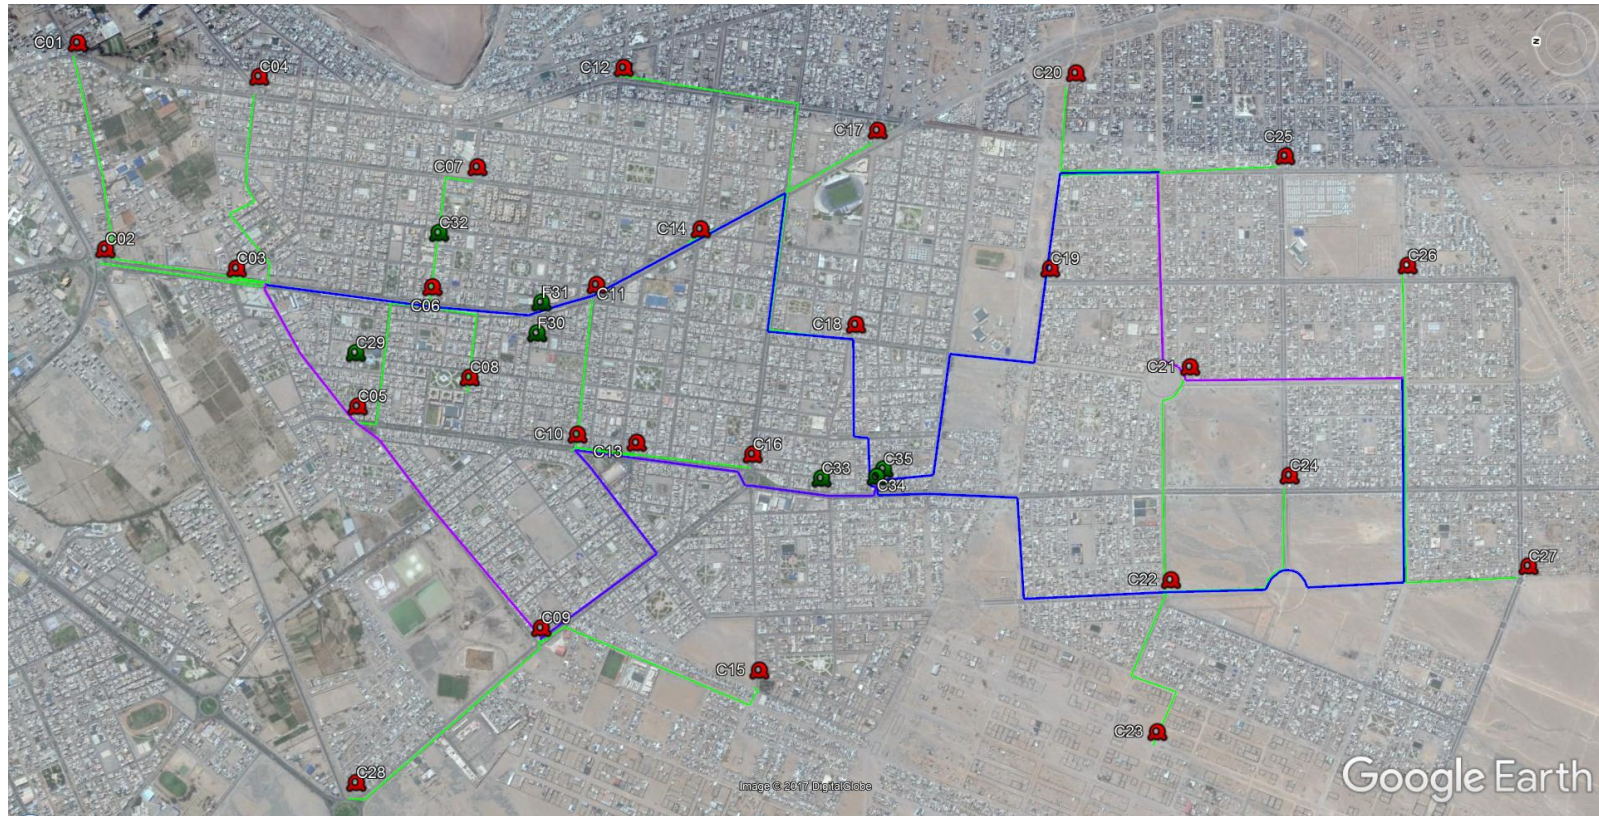 C01
C04
C12
C20
C17
C25
C07
C32
C14
C02
C03
C26
C19
C06
F31
C11
F30
C18
C29
C08
C21
C05
C10
C13
C16
C33
C35
C34
C24
C22
C27
C09
C15
C23
C28
N
Image © 2017 DigitalGlobe
Google Earth